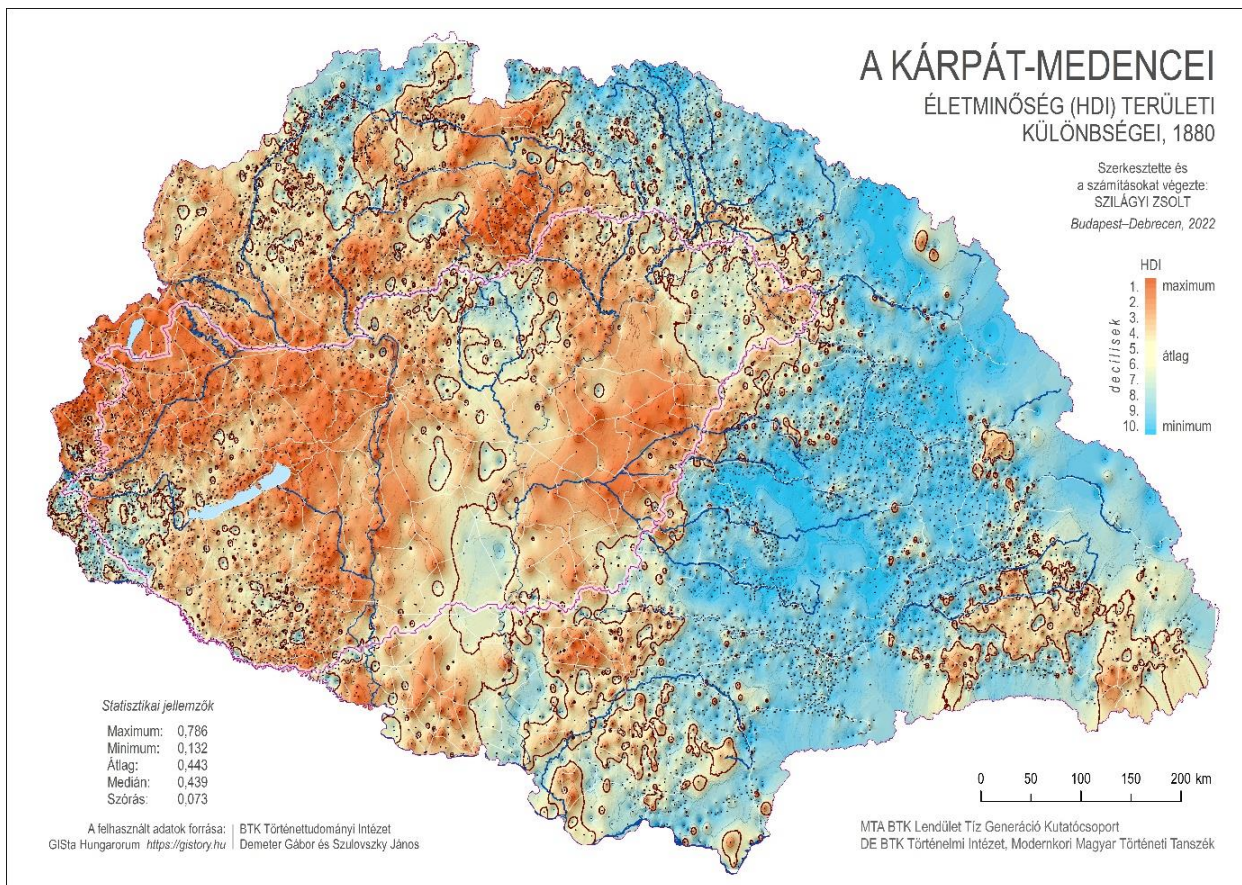 A KÁRPÁT-MEDENCEI
ÉLETMINŐSÉG (HDI) TERÜLETI
KÜLÖNBSÉGEI, 1880
Szerkesztette és
a számításokat végezte:
SZILÁGYI ZSOLT
Budapest–Debrecen, 2022
HDI
decilisek
1. maximum
2.
3.
4.
5. átlag
6.
7.
8.
9.
10. minimum
Statisztikai jellemzők
Maximum: 0,786
Minimum: 0,132
Átlag: 0,443
Medián: 0,439
Szórás: 0,073
A felhasznált adatok forrása: | BTK Történettudományi Intézet
GISta Hungarorum https://gistory.hu | Demeter Gábor és Szulovszky János
0 50 100 150 200 km
MTA BTK Lendület Tíz Generáció Kutatócsoport
DE BTK Történelmi Intézet, Modernkori Magyar Történeti Tanszék